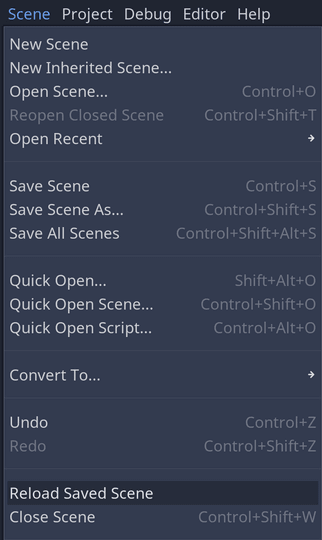 Scene Project Debug Editor Help
New Scene
New Inherited Scene...
Open Scene... Control+O
Reopen Closed Scene Control+Shift+T
Open Recent
Save Scene Control+S
Save Scene As... Control+Shift+S
Save All Scenes Control+Shift+Alt+S
Quick Open... Shift+Alt+O
Quick Open Scene... Control+Shift+O
Quick Open Script... Control+Alt+O
Convert To...
Undo Control+Z
Redo Control+Shift+Z
Reload Saved Scene
Close Scene Control+Shift+W